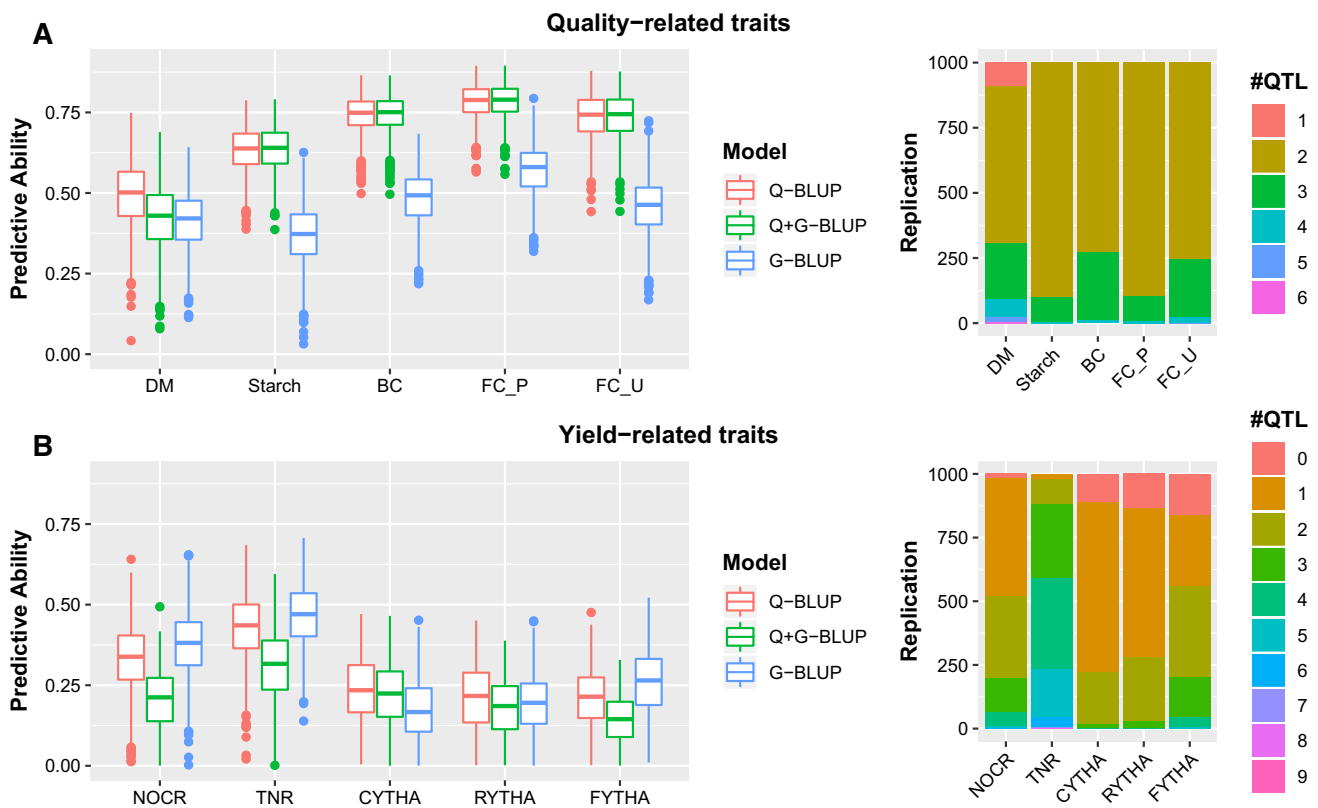 A
Quality−related traits
Predictive Ability
0.75
0.50
0.25
0.00
DM
Starch
BC
FC_P
FC_U
Model
Q−BLUP
Q+G−BLUP
G−BLUP
Replication
1000
750
500
250
0
DM
Starch
BC
FC_P
FC_U
#QTL
1
2
3
4
5
6
B
Yield−related traits
Predictive Ability
0.75
0.50
0.25
0.00
NOCR
TNR
CYTHA
RYTHA
FYTHA
Model
Q−BLUP
Q+G−BLUP
G−BLUP
Replication
1000
750
500
250
0
NOCR
TNR
CYTHA
RYTHA
FYTHA
#QTL
0
1
2
3
4
5
6
7
8
9